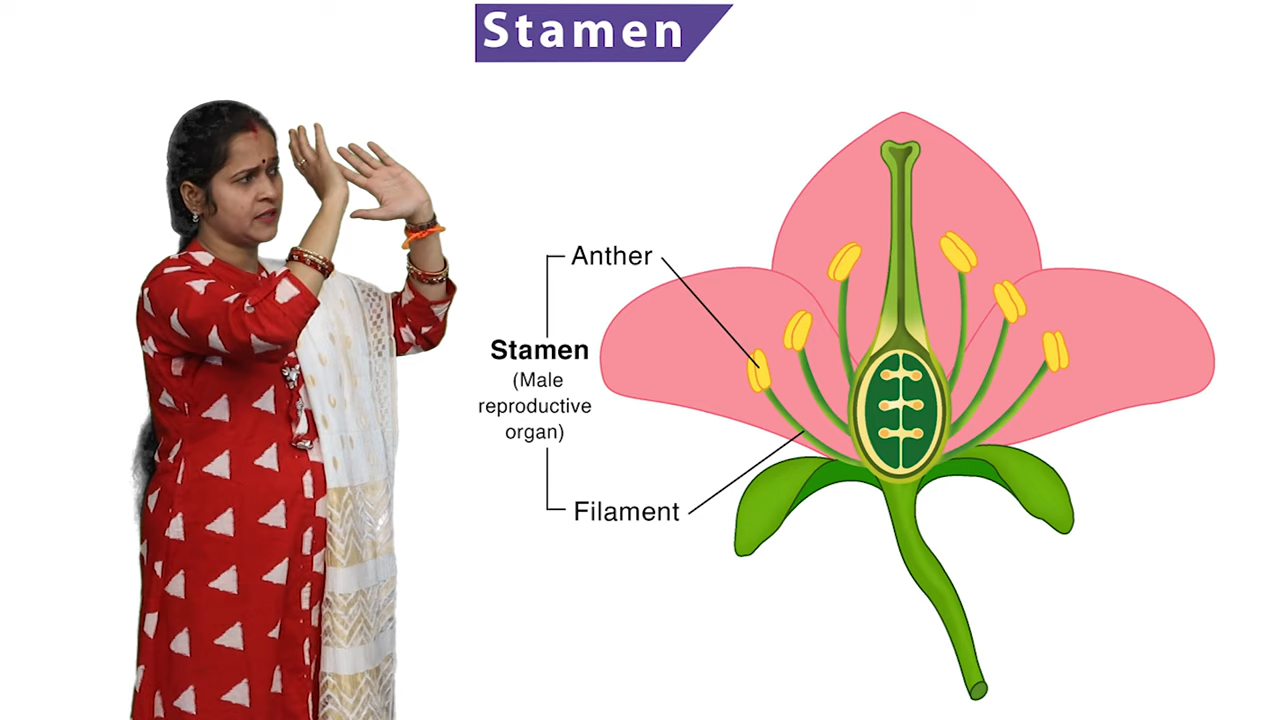 Stamen
Anther
Stamen
(Male
reproductive
organ)
Filament